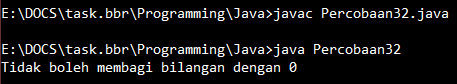 E:\DOCS\task.bbr\Programming\Java>javac Percobaan32.java
E:\DOCS\task.bbr\Programming\Java>java Percobaan32
Tidak boleh membagi bilangan dengan 0